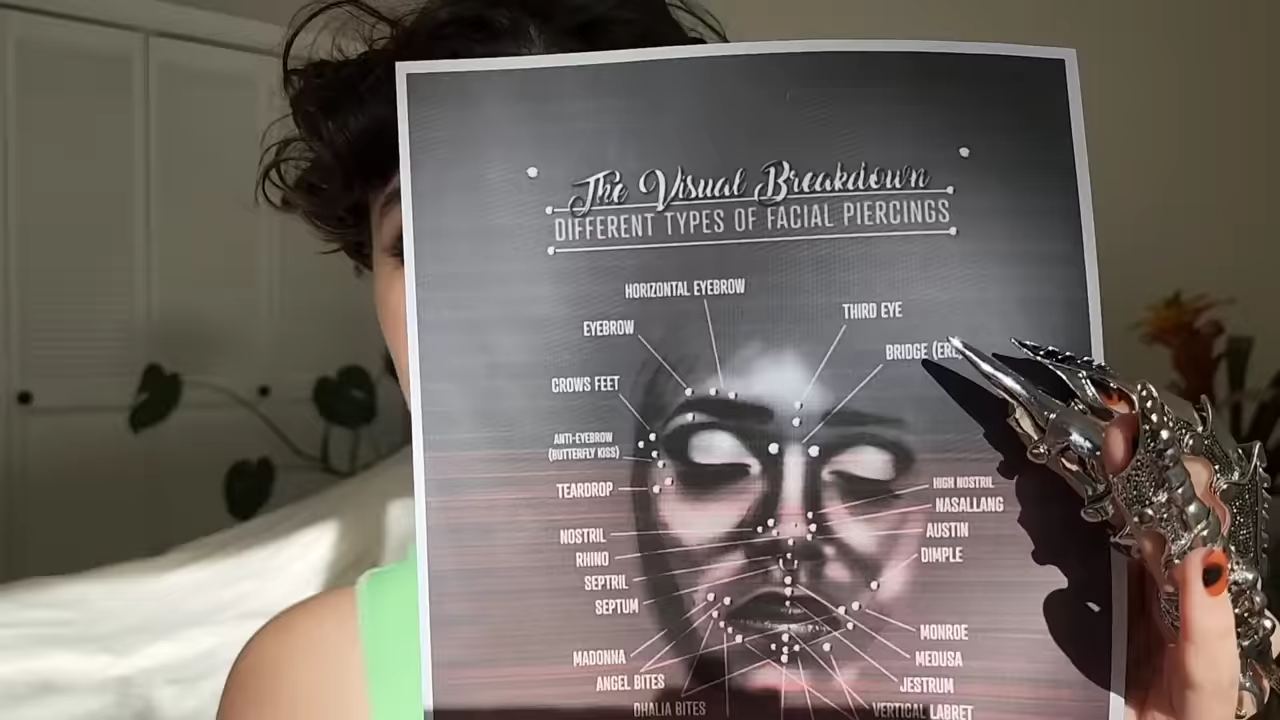 The Visual Breakdown
DIFFERENT TYPES OF FACIAL PIERCINGS
HORIZONTAL EYEBROW
THIRD EYE
EYEBROW
BRIDGE
CROWS FEET
ANTI-EYEBROW
(BUTTERFLY KISS)
TEARDROP
HIGH NOSTRIL
NASALLANG
NOSTRIL
AUSTIN
RHINO
DIMPLE
SEPTRIL
SEPTUM
MONROE
MADONNA
MEDUSA
ANGEL BITES
JESTRUM
DHALIA BITES
VERTICAL LABRET